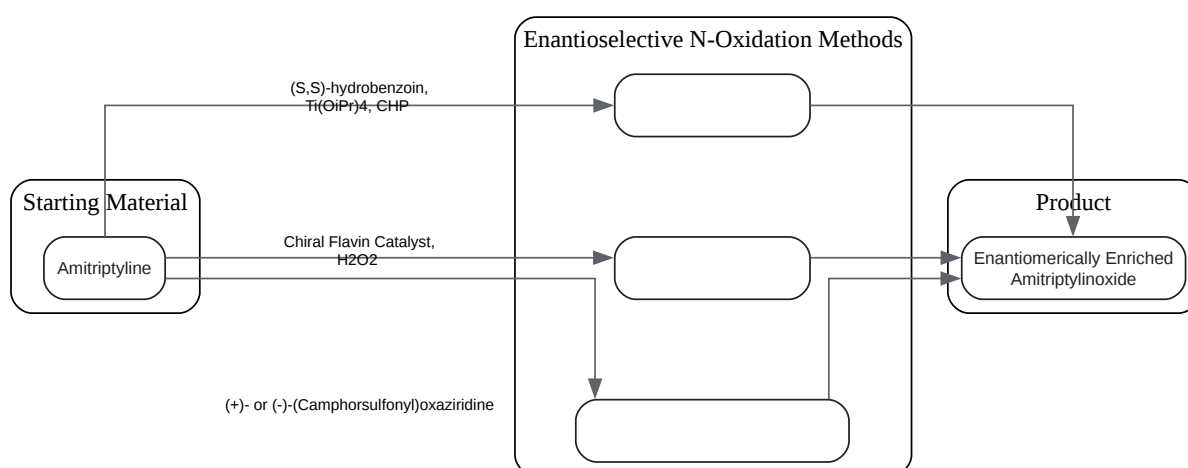 Enantioselective N-Oxidation Methods
(S,S)-hydrobenzoin,
Ti(OiPr)4, CHP
Starting Material
Product
Chiral Flavin Catalyst,
H2O2
Amitriptyline
Enantiomerically Enriched
Amitriptylinoxide
(+)- or (-)-(Camphorsulfonyl)oxaziridine